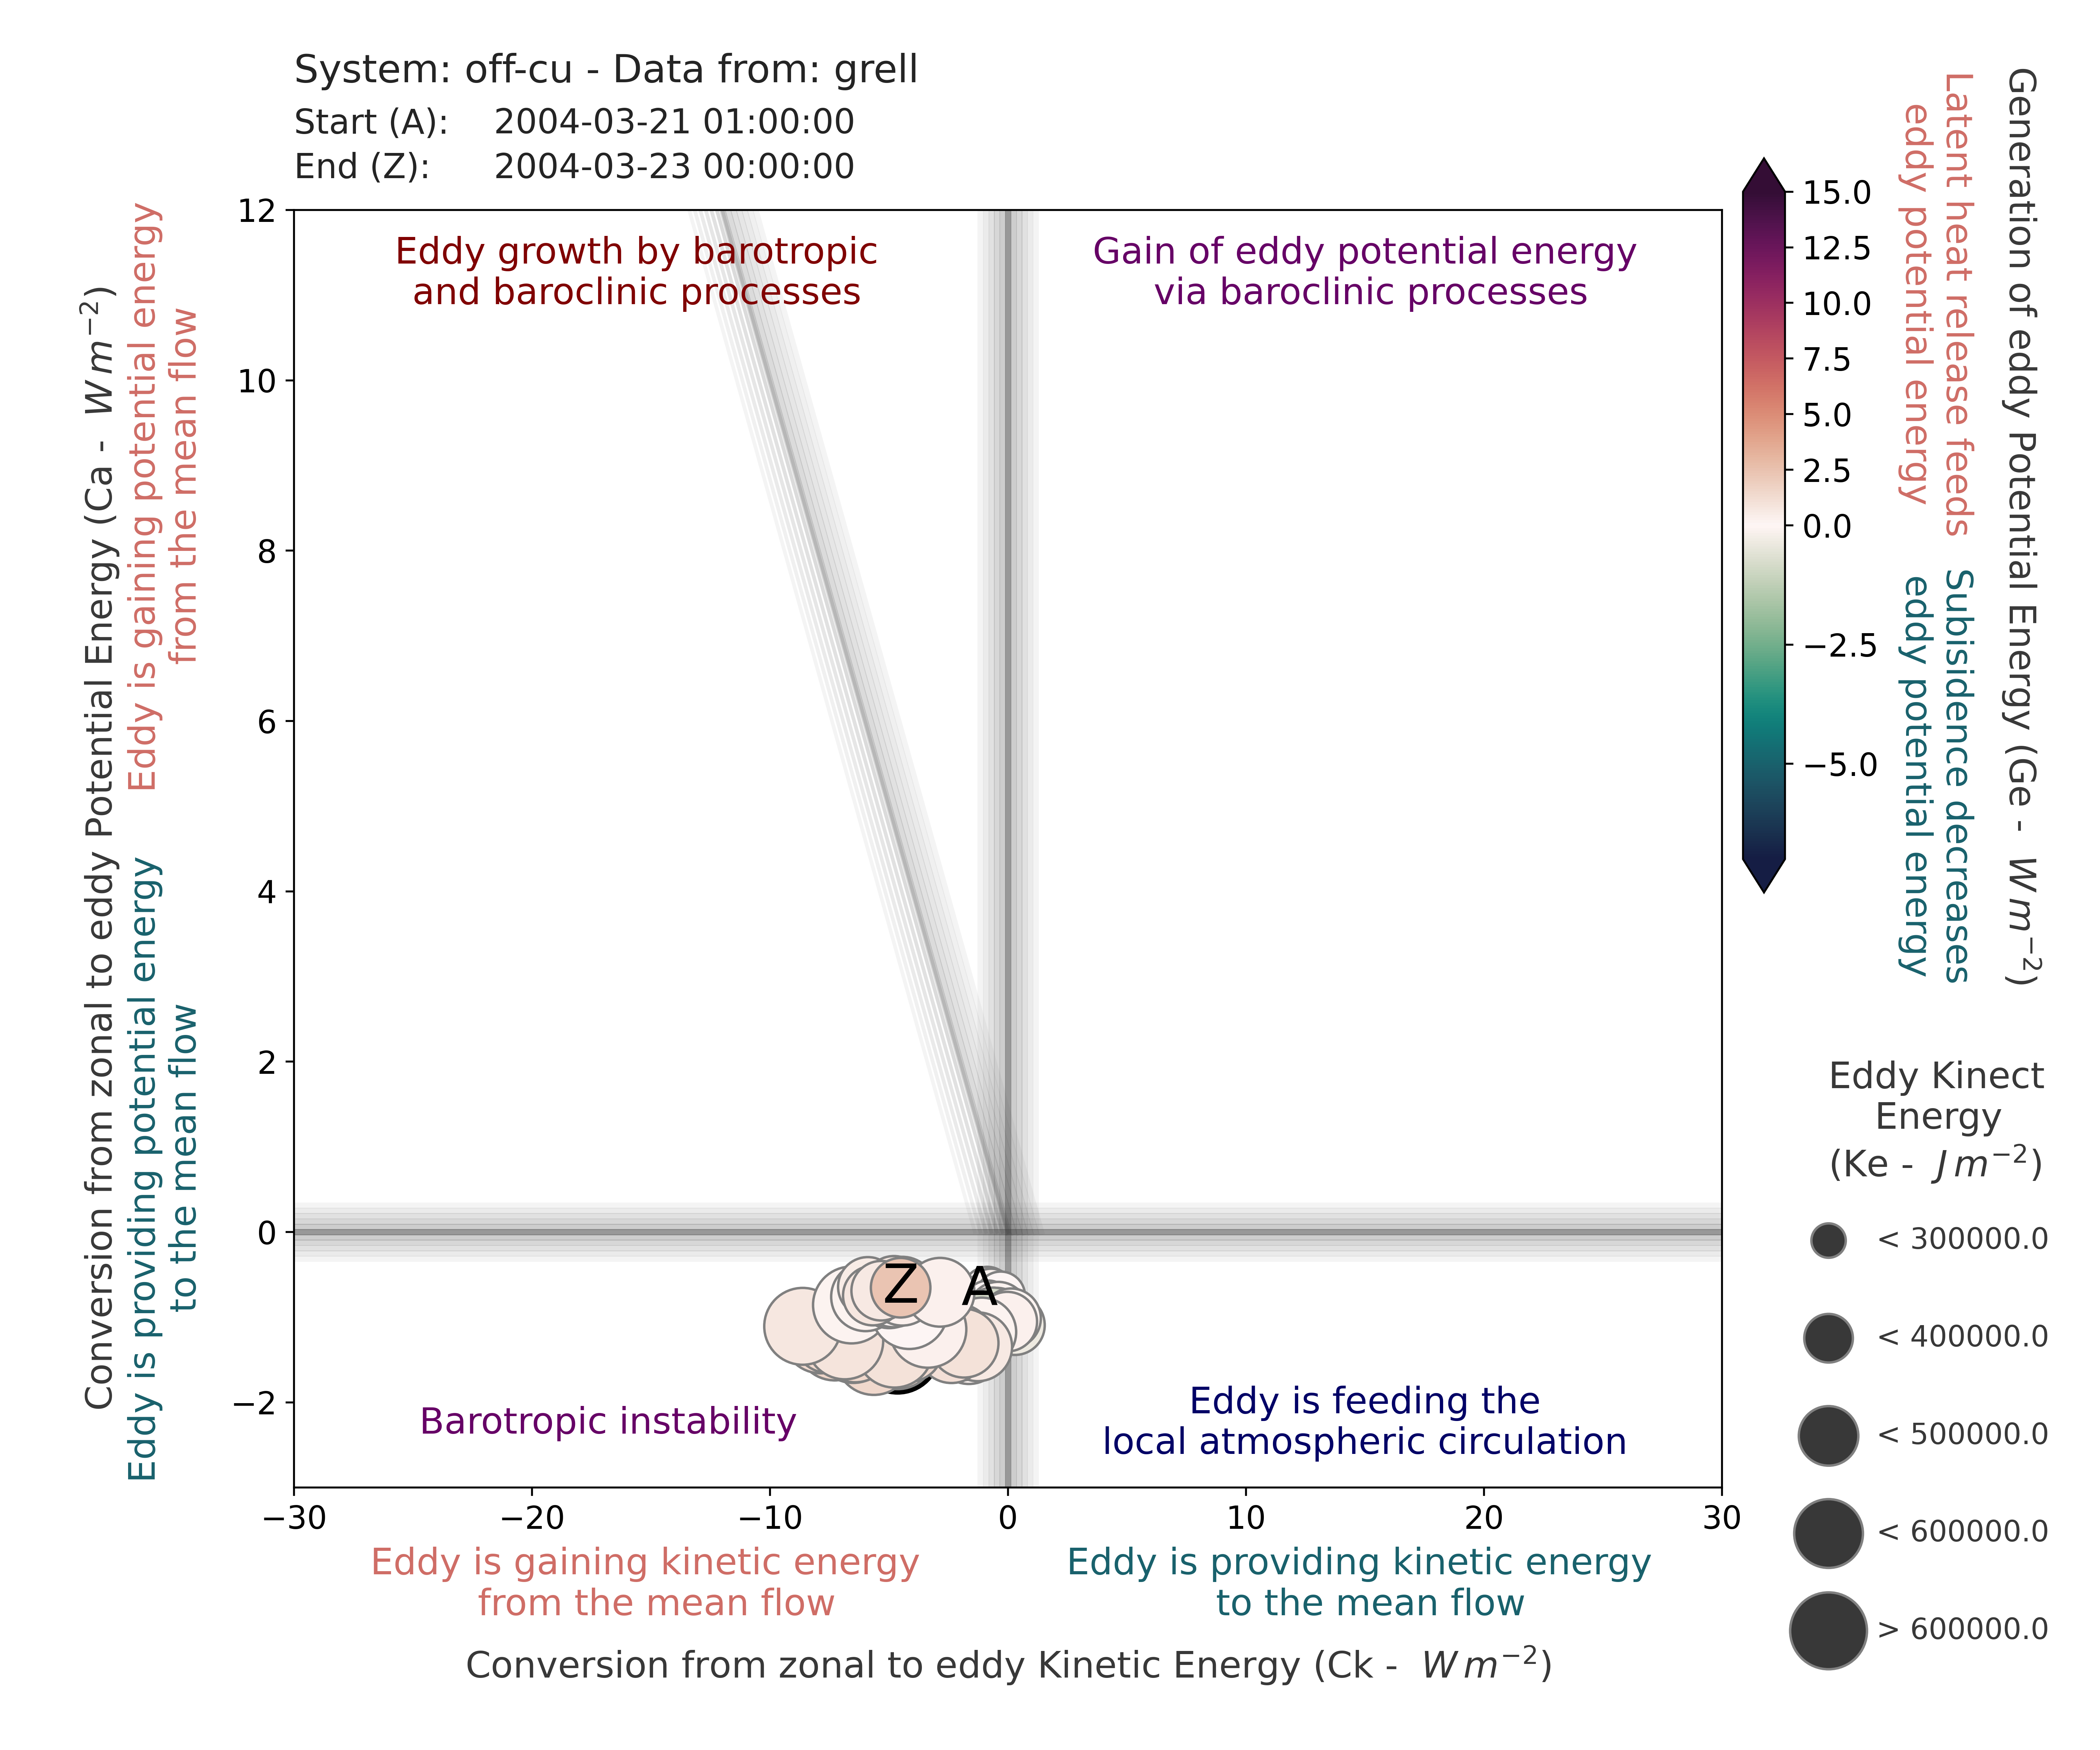 System: off-cu - Data from: grell
Start (A): 2004-03-21 01:00:00
End (Z): 2004-03-23 00:00:00
Conversion from zonal to eddy Potential Energy (Ca - W m⁻²)
Eddy is gaining potential energy
from the mean flow
Eddy is providing potential energy
to the mean flow
12
10
8
6
4
2
0
−2
Eddy growth by barotropic
and baroclinic processes
Gain of eddy potential energy
via baroclinic processes
Z
A
Barotropic instability
Eddy is feeding the
local atmospheric circulation
−30
−20
−10
0
10
20
30
Eddy is gaining kinetic energy
from the mean flow
Eddy is providing kinetic energy
to the mean flow
Conversion from zonal to eddy Kinetic Energy (Ck - W m⁻²)
15.0
12.5
10.0
7.5
5.0
2.5
0.0
−2.5
−5.0
Latent heat release feeds
eddy potential energy
Subisidence decreases
eddy potential energy
Generation of eddy Potential Energy (Ge - W m⁻²)
Eddy Kinect
Energy
(Ke - J m⁻²)
< 300000.0
< 400000.0
< 500000.0
< 600000.0
> 600000.0